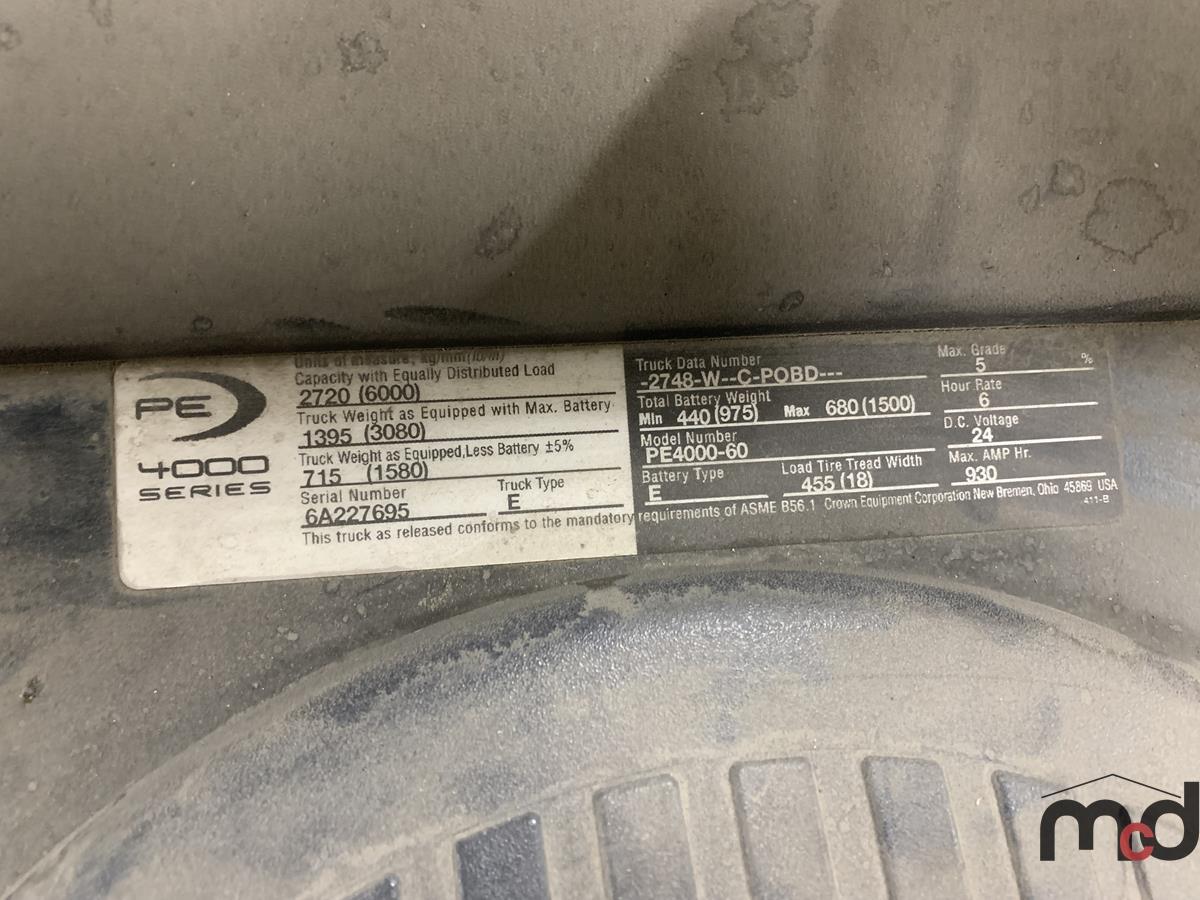 PE
4000
SERIES
Units of measure; kg/mm(lb/in)
Capacity with Equally Distributed Load
2720 (6000)
Truck Weight as Equipped with Max. Battery
1395 (3080)
Truck Weight as Equipped,Less Battery ±5%
715 (1580)
Serial Number
6A227695
Truck Type
E
Truck Data Number
-2748-W--C-POBD---
Total Battery Weight
Min 440 (975) Max 680 (1500)
Model Number
PE4000-60
Battery Type
E
Load Tire Tread Width
455 (18)
Max. Grade
5 %
Hour Rate
6
D.C. Voltage
24
Max. AMP Hr.
930
This truck as released conforms to the mandatory requirements of ASME B56.1 Crown Equipment Corporation New Bremen, Ohio 45869 USA
411-B
mcd